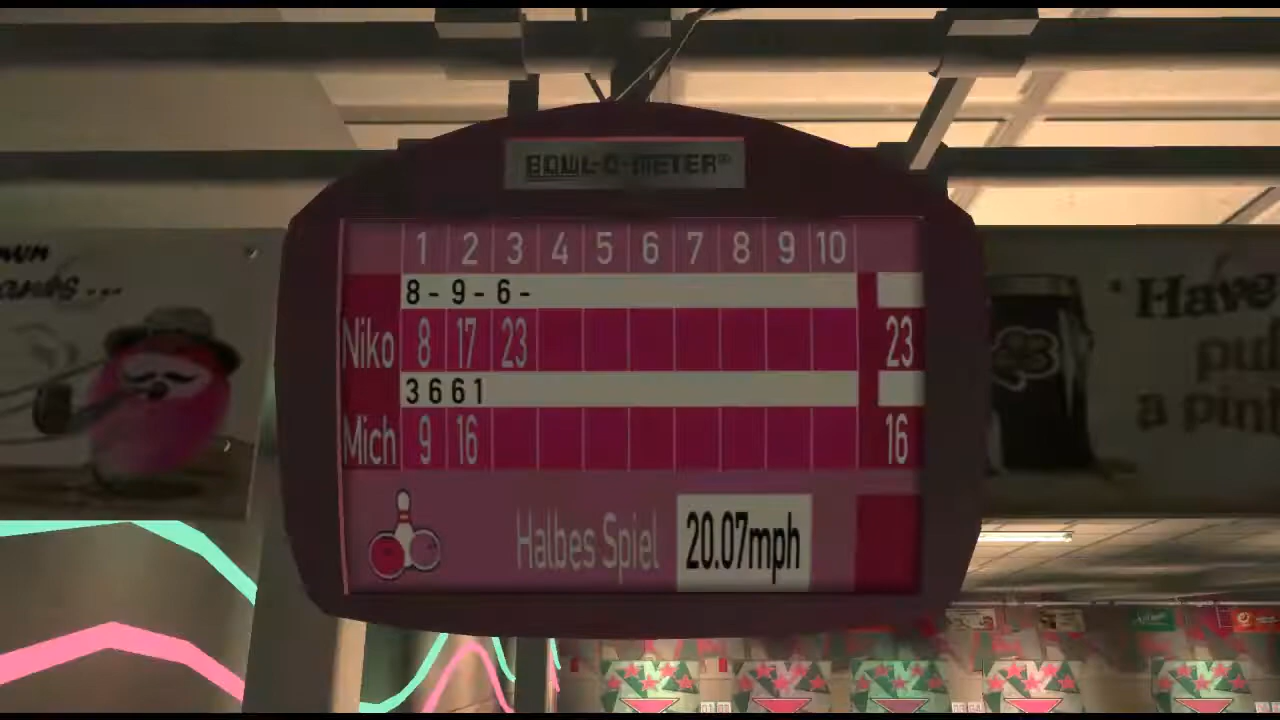 BOWL-O-METER®
1 2 3 4 5 6 7 8 9 10
8 - 9 - 6 -
Niko 8 17 23 23
3 6 6 1
Mich 9 16 16
Halbes Spiel 20.07mph
Have
a pint